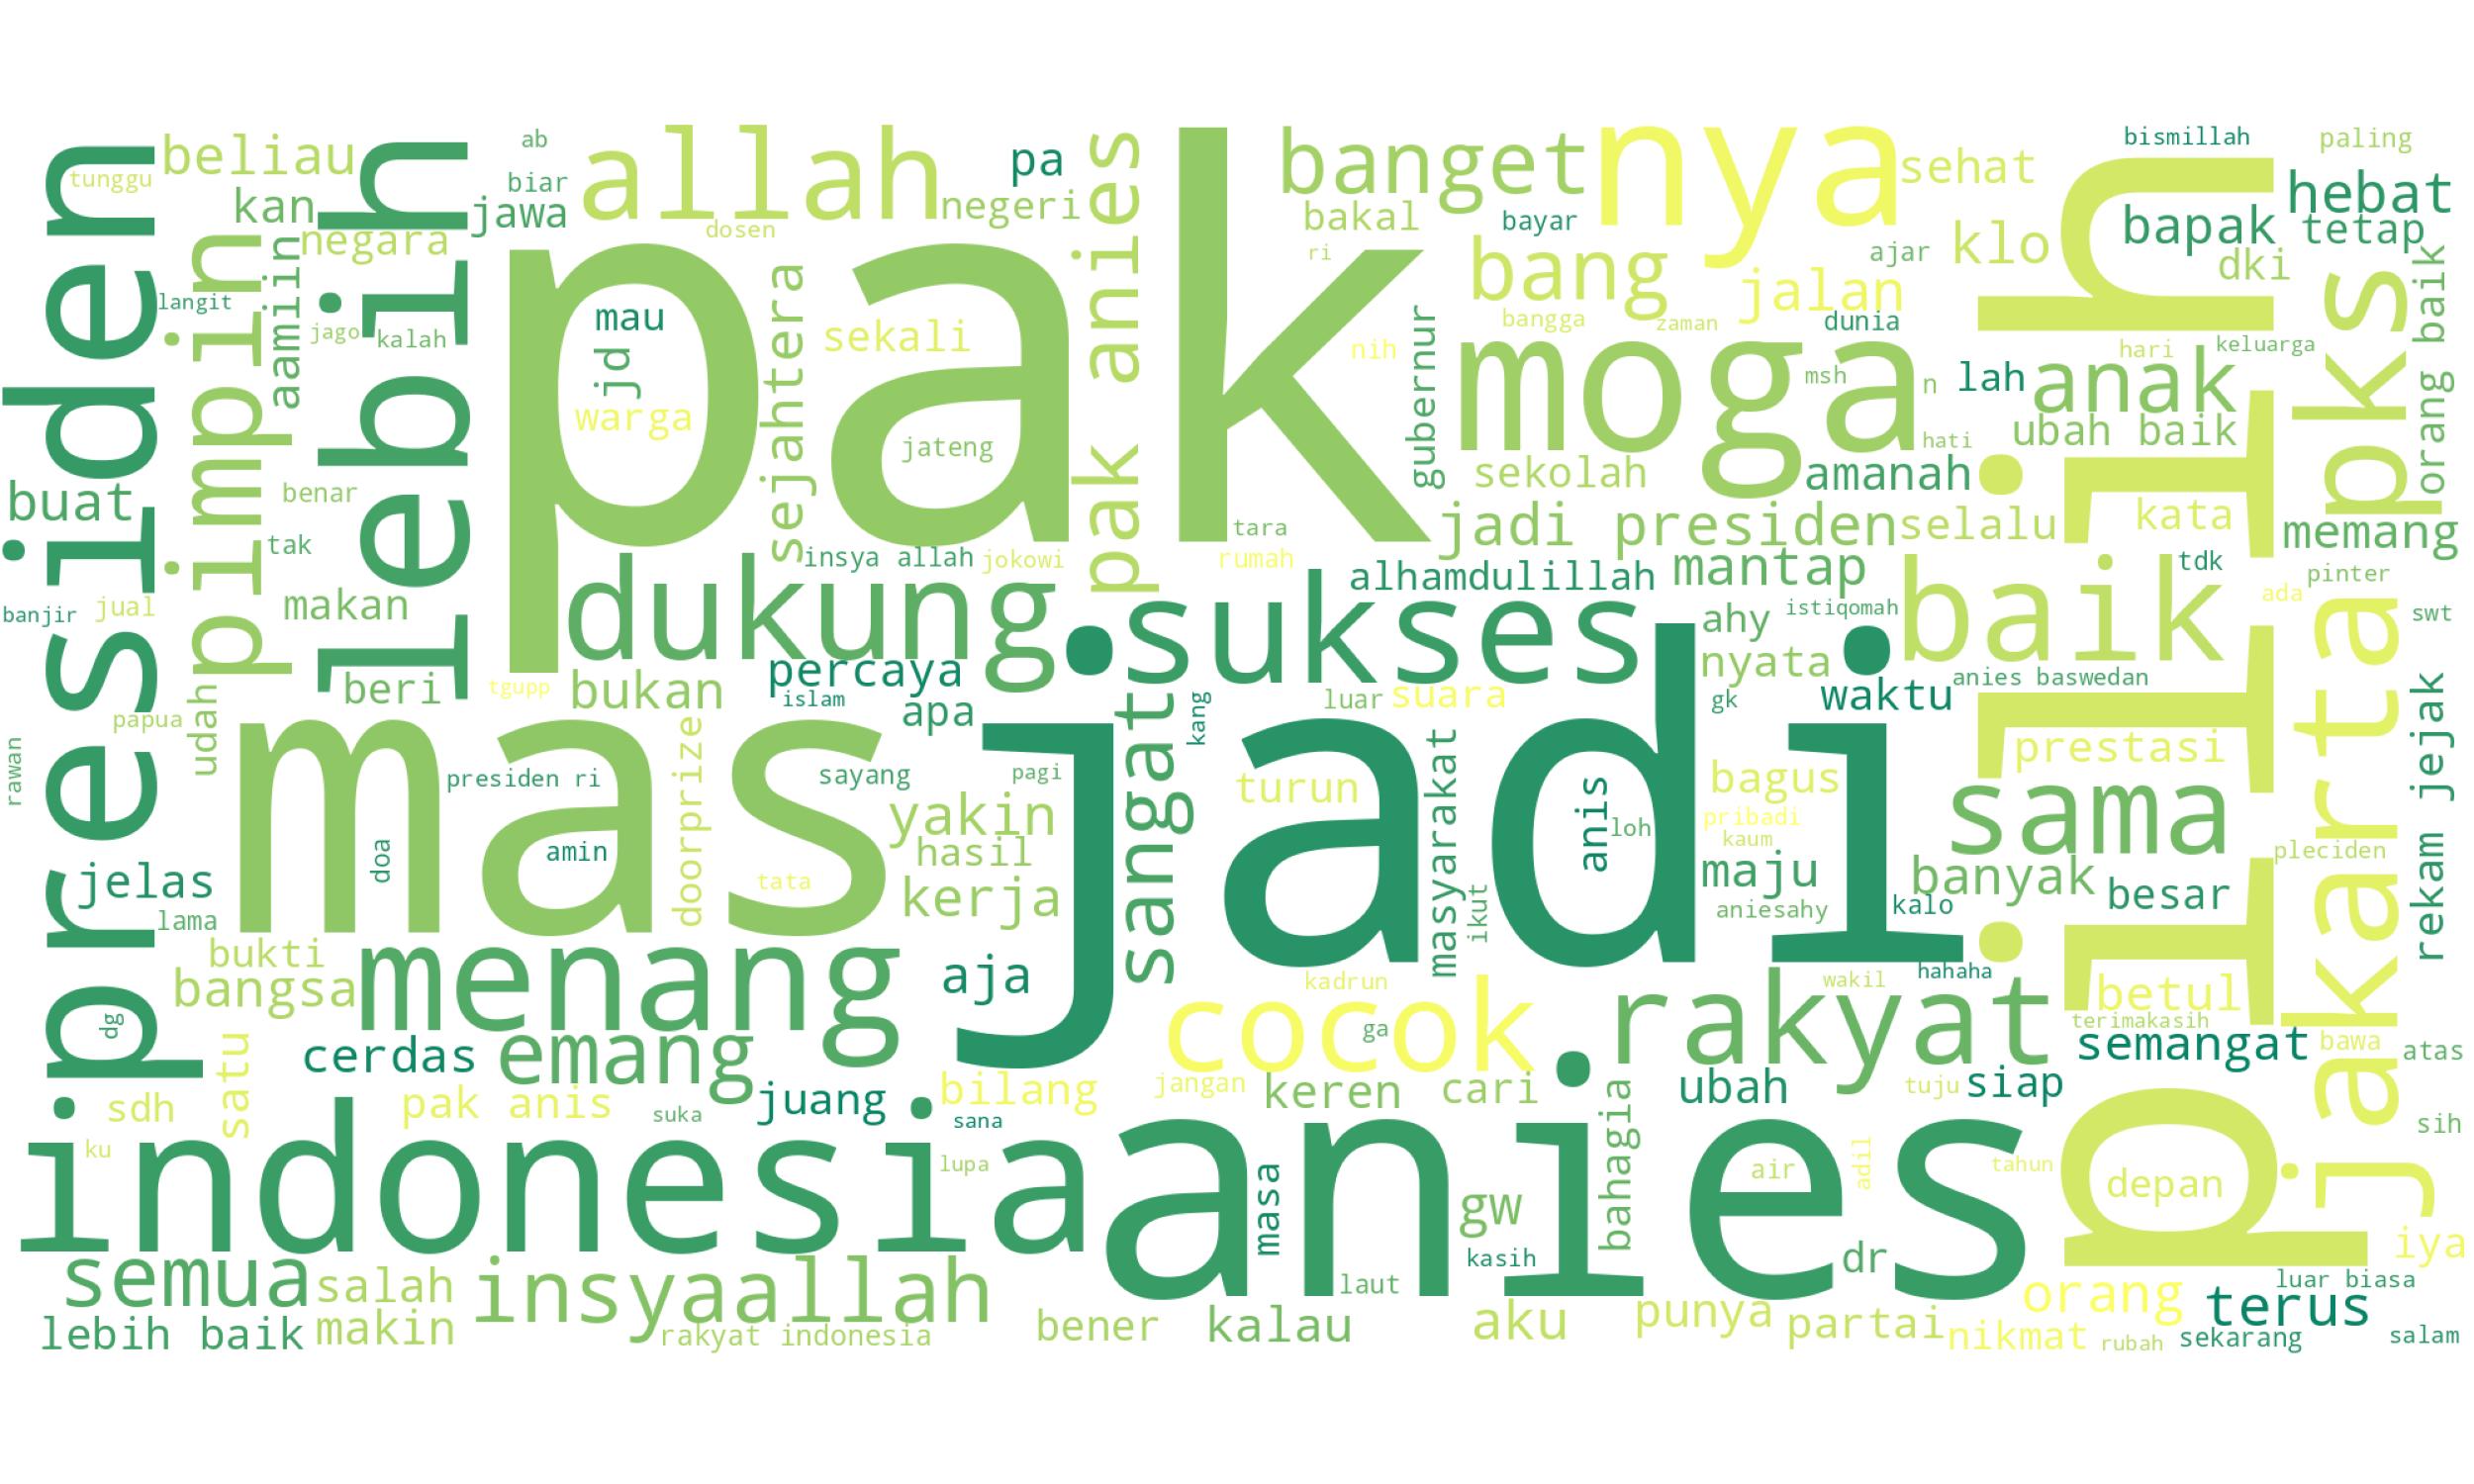 presiden
beliau
tunggu
kan
pimpin
aamiin
negara
lebih
langit
jago
kalah
ab
biar
jawa
allah
dosen
negeri
pa
pak anies
banget
nya
sehat
bakal
bayar
ri
bang
ajar
klo
jalan
bangga
zaman
dunia
bismillah
paling
hebat
bapak
tetap
dki
pilih
pks
orang baik
pak
mau
jd
warga
sejahtera
sekali
jateng
nih
gubernur
moga
msh
n
lah
anak
hari
keluarga
hati
ubah baik
sekolah
amanah
buat
benar
tak
tara
jadi presiden
selalu
kata
memang
insya allah
jokowi
rumah
dukung
alhamdulillah
mantap
baik
tdk
pinter
ada
swt
banjir
jual
makan
sukses
ahy
istiqomah
nyata
beri
tgupp
bukan
percaya
islam
apa
kang
luar
suara
gk
waktu
anies baswedan
jakarta
rekam jejak
papua
udah
rawan
mas
presiden ri
doorprize
sayang
pagi
sangat
turun
masyarakat
jadi
anis
loh
bagus
pribadi
kaum
prestasi
sama
yakin
hasil
kerja
doa
amin
tata
jelas
lama
ikut
maju
aniesahy
kalo
banyak
besar
pleciden
bukti
bangsa
menang
aja
kadrun
wakil
hahaha
betul
terimakasih
dg
satu
cerdas
emang
cocok
ga
rakyat
semangat
bawa
atas
sdh
pak anis
suka
juang
bilang
sana
jangan
keren
cari
bahagia
ubah
tuju
siap
sih
ku
indonesia
lupa
anies
masa
gw
air
adil
tahun
depan
iya
kasih
laut
dr
semua
salah
insyaallah
orang
luar biasa
terus
lebih baik
makin
rakyat indonesia
bener
kalau
aku
punya
partai
nikmat
rubah
sekarang
salam